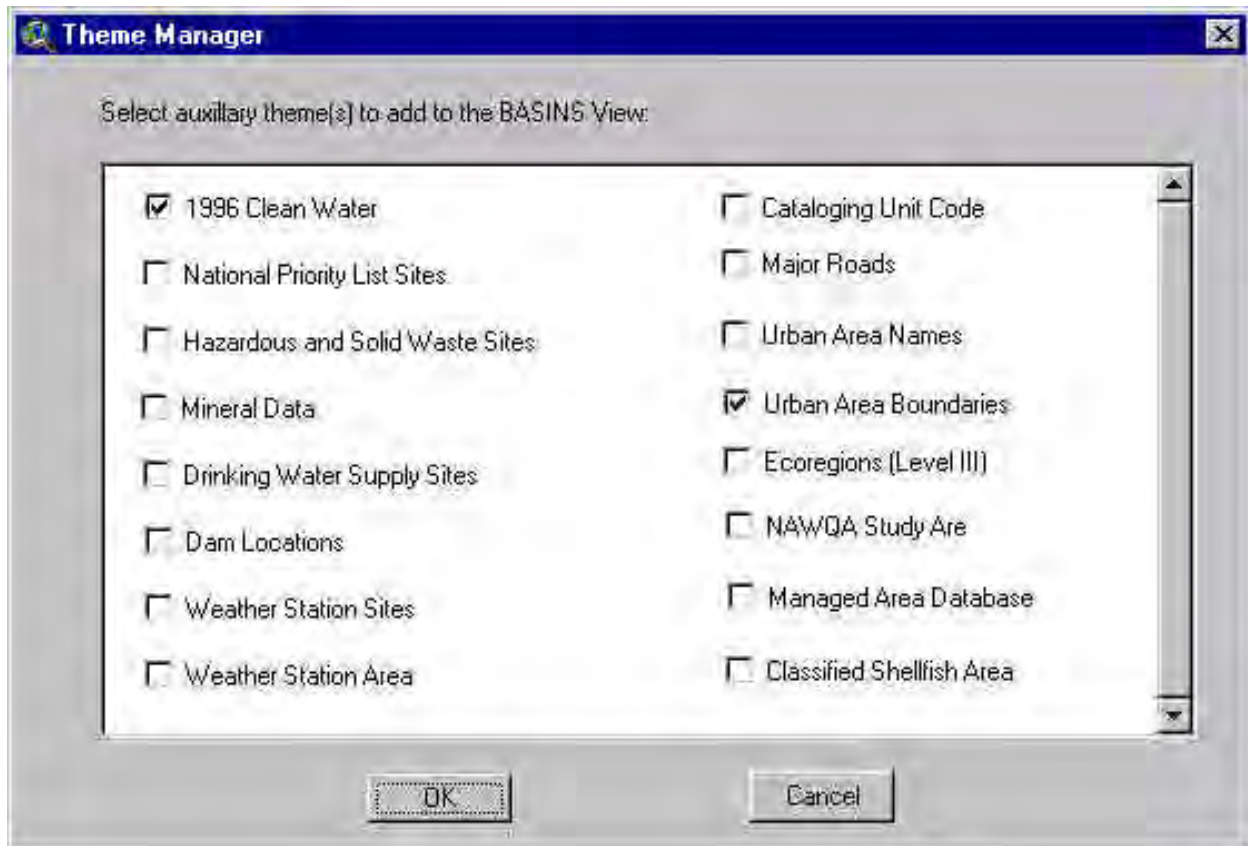 Theme Manager
Select auxillary theme(s) to add to the BASINS View:
1996 Clean Water
National Priority List Sites
Hazardous and Solid Waste Sites
Mineral Data
Drinking Water Supply Sites
Dam Locations
Weather Station Sites
Weather Station Area
Cataloging Unit Code
Major Roads
Urban Area Names
Urban Area Boundaries
Ecoregions (Level III)
NAWQA Study Are
Managed Area Database
Classified Shellfish Area
OK
Cancel